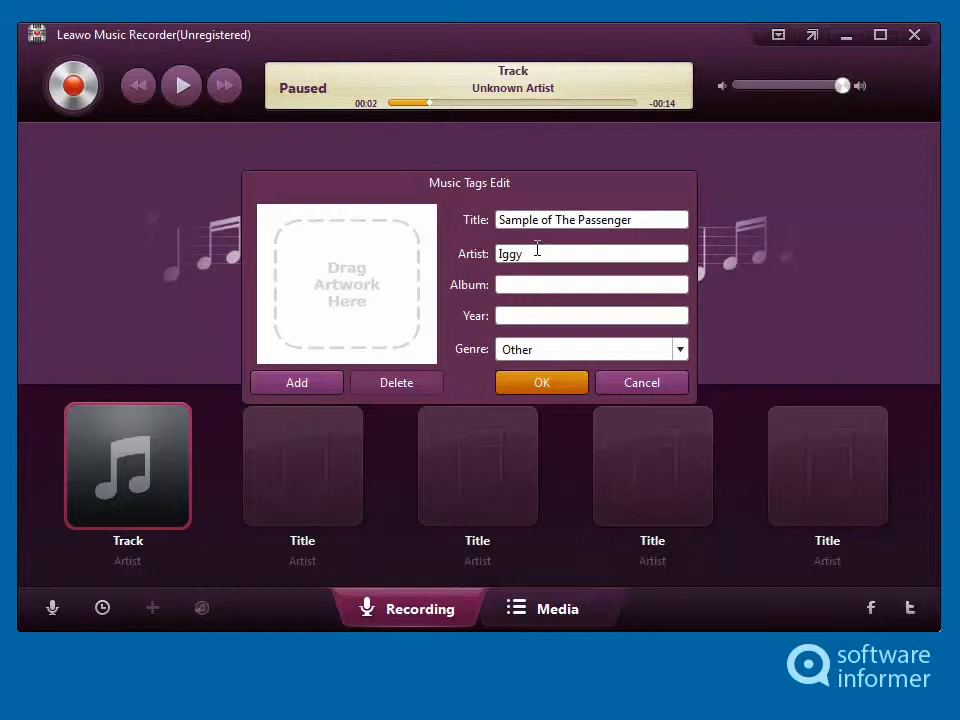 Leawo Music Recorder(Unregistered)
Track
Paused
Unknown Artist
00:02
-00:14
Music Tags Edit
Drag
Artwork
Here
Title: Sample of The Passenger
Artist: Iggy
Album:
Year:
Genre: Other
Add
Delete
OK
Cancel
Track
Artist
Title
Artist
Title
Artist
Title
Artist
Title
Artist
Recording
Media
software
informer